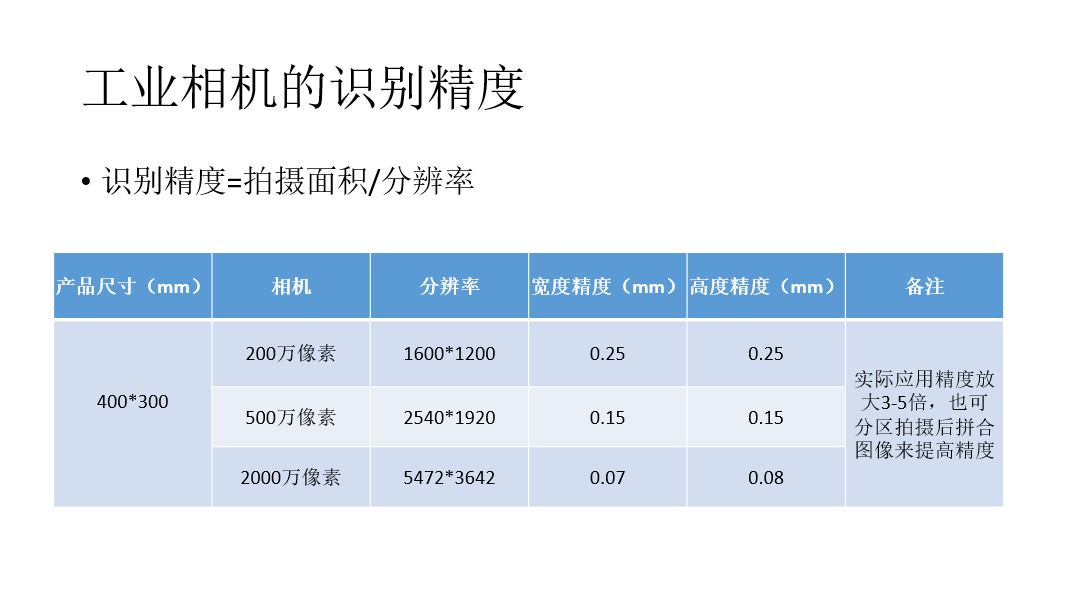 工业相机的识别精度
• 识别精度=拍摄面积/分辨率
产品尺寸（mm） 相机 分辨率 宽度精度（mm） 高度精度（mm） 备注
400*300
200万像素 1600*1200 0.25 0.25
500万像素 2540*1920 0.15 0.15
2000万像素 5472*3642 0.07 0.08
实际应用精度放
大3-5倍，也可
分区拍摄后拼合
图像来提高精度